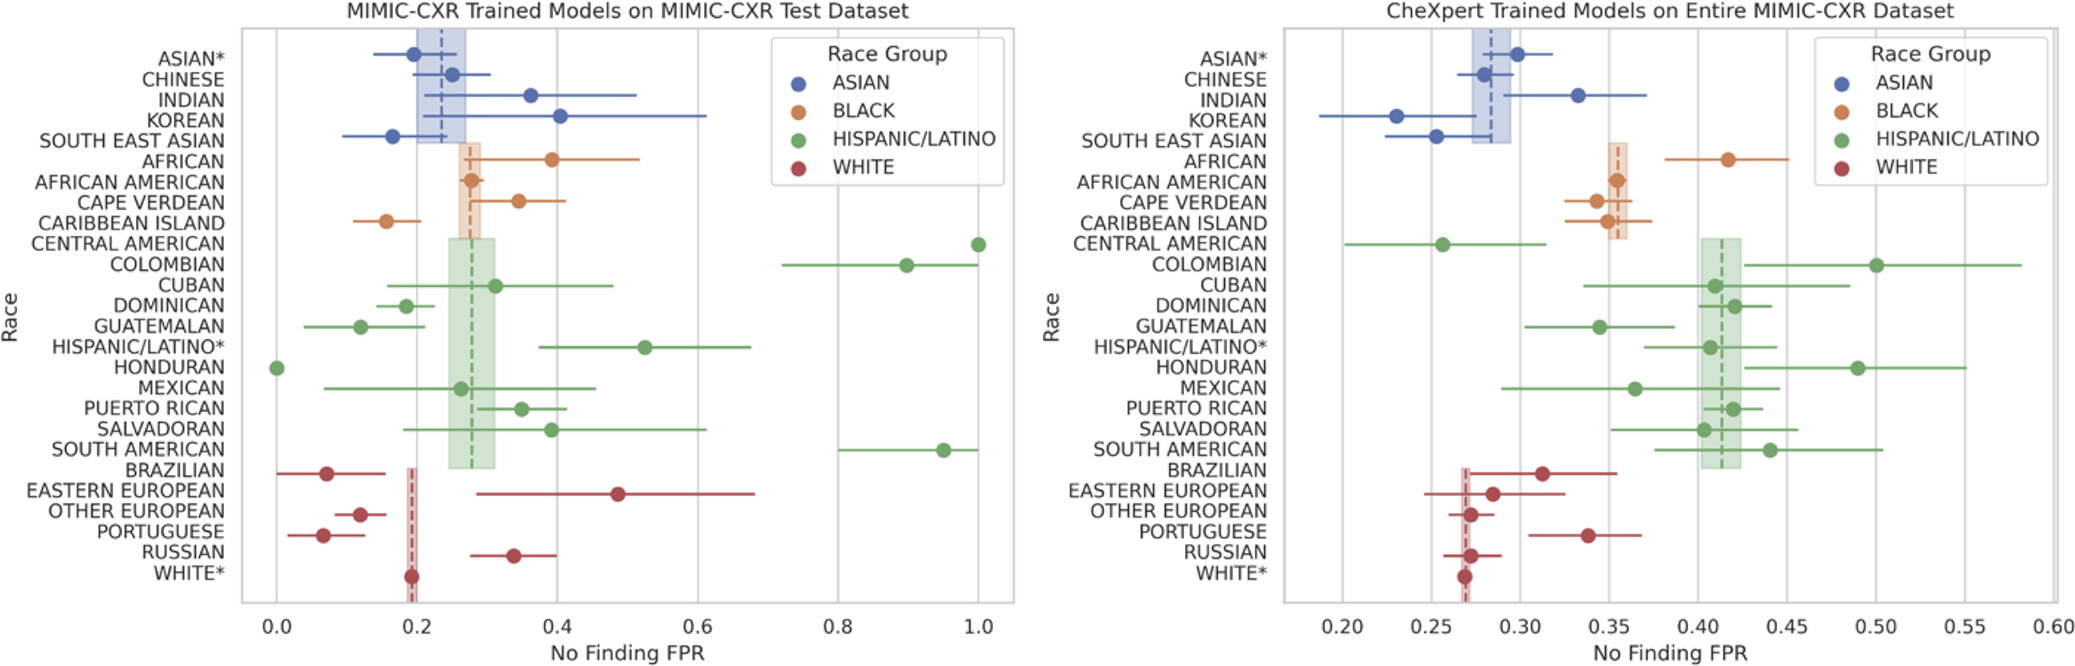 MIMIC-CXR Trained Models on MIMIC-CXR Test Dataset
Race
ASIAN*
CHINESE
INDIAN
KOREAN
SOUTH EAST ASIAN
AFRICAN
AFRICAN AMERICAN
CAPE VERDEAN
CARIBBEAN ISLAND
CENTRAL AMERICAN
COLOMBIAN
CUBAN
DOMINICAN
GUATEMALAN
HISPANIC/LATINO*
HONDURAN
MEXICAN
PUERTO RICAN
SALVADORAN
SOUTH AMERICAN
BRAZILIAN
EASTERN EUROPEAN
OTHER EUROPEAN
PORTUGUESE
RUSSIAN
WHITE*
Race Group
ASIAN
BLACK
HISPANIC/LATINO
WHITE
0.0 0.2 0.4 0.6 0.8 1.0
No Finding FPR
CheXpert Trained Models on Entire MIMIC-CXR Dataset
Race
ASIAN*
CHINESE
INDIAN
KOREAN
SOUTH EAST ASIAN
AFRICAN
AFRICAN AMERICAN
CAPE VERDEAN
CARIBBEAN ISLAND
CENTRAL AMERICAN
COLOMBIAN
CUBAN
DOMINICAN
GUATEMALAN
HISPANIC/LATINO*
HONDURAN
MEXICAN
PUERTO RICAN
SALVADORAN
SOUTH AMERICAN
BRAZILIAN
EASTERN EUROPEAN
OTHER EUROPEAN
PORTUGUESE
RUSSIAN
WHITE*
Race Group
ASIAN
BLACK
HISPANIC/LATINO
WHITE
0.20 0.25 0.30 0.35 0.40 0.45 0.50 0.55 0.60
No Finding FPR